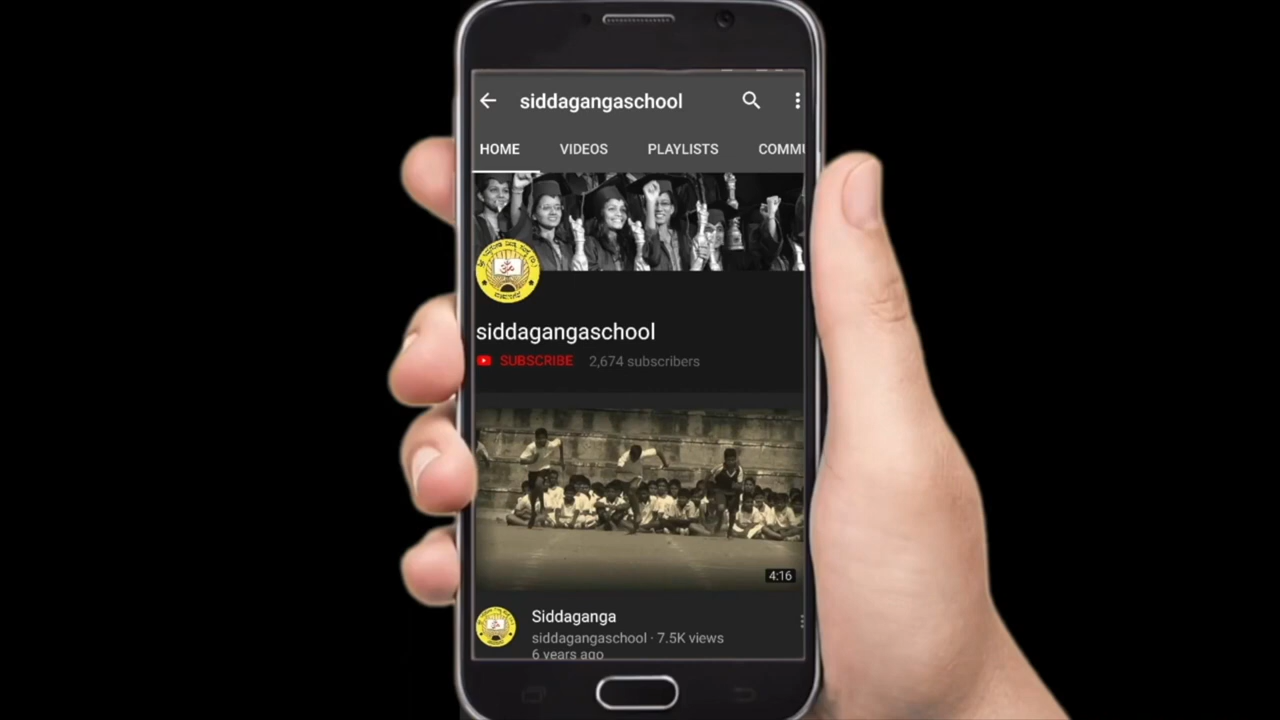 siddagangaschool
HOME VIDEOS PLAYLISTS COMMU
siddagangaschool
SUBSCRIBE 2,674 subscribers
4:16
Siddaganga
siddagangaschool · 7.5K views
6 years ago